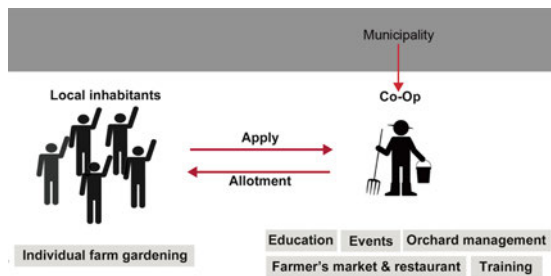 Municipality
Local inhabitants
Co-Op
Apply
Allotment
Individual farm gardening
Education
Events
Orchard management
Farmer's market & restaurant
Training